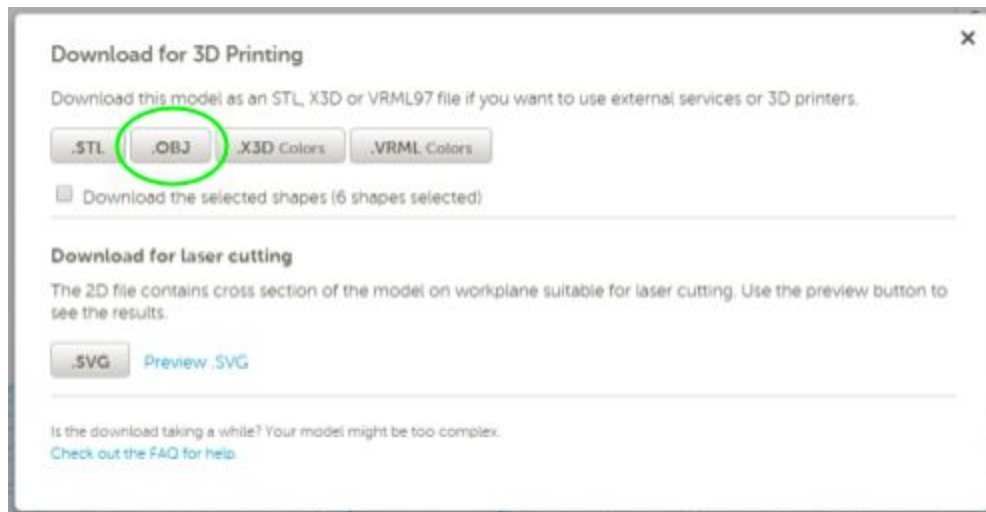 Download for 3D Printing
Download this model as an STL, X3D or VRML97 file if you want to use external services or 3D printers.
.STL .OBJ .X3D Colors .VRML Colors
Download the selected shapes (6 shapes selected)
Download for laser cutting
The 2D file contains cross section of the model on workplane suitable for laser cutting. Use the preview button to
see the results.
.SVG Preview .SVG
Is the download taking a while? Your model might be too complex.
Check out the FAQ for help.